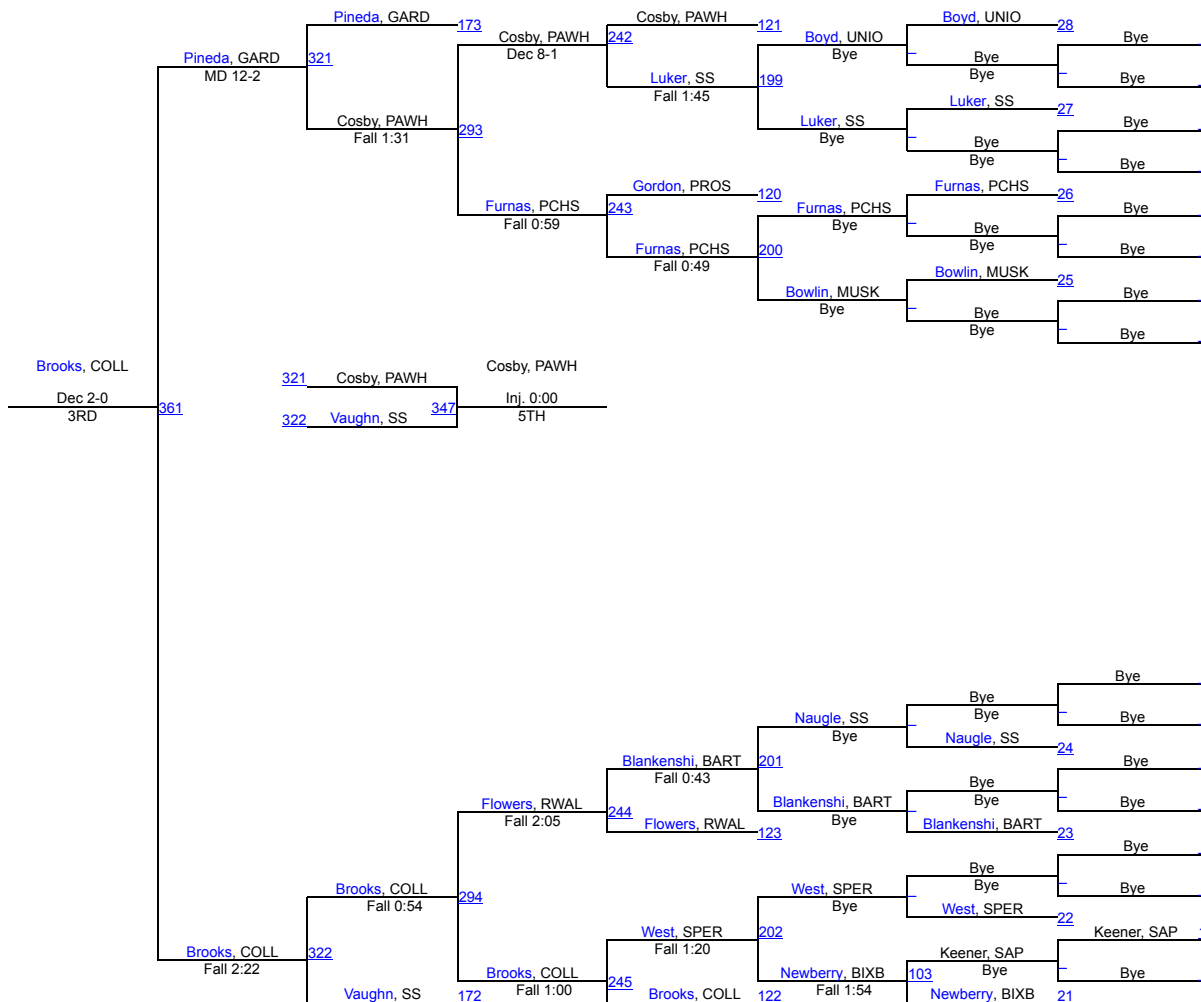 Pineda, GARD
173
Cosby, PAWH
121
Boyd, UNIO
28
Bye
Cosby, PAWH
Dec 8-1
242
Boyd, UNIO
Bye
Bye
Bye
Pineda, GARD
MD 12-2
321
Luker, SS
Fall 1:45
199
Bye
Luker, SS
27
Cosby, PAWH
Fall 1:31
293
Luker, SS
Bye
Bye
Bye
Bye
Bye
Gordon, PROS
120
Furnas, PCHS
26
Furnas, PCHS
Fall 0:59
243
Furnas, PCHS
Bye
Bye
Bye
Bye
Furnas, PCHS
Fall 0:49
200
Bye
Bowlin, MUSK
25
Bowlin, MUSK
Bye
Bye
Bye
Bye
Bye
Brooks, COLL
Dec 2-0
3RD
361
321
Cosby, PAWH
Cosby, PAWH
322
Vaughn, SS
347
Inj. 0:00
5TH
Bye
Bye
Bye
Naugle, SS
Bye
Bye
Naugle, SS
24
Blankenshi, BART
Fall 0:43
201
Bye
Bye
Bye
Flowers, RWAL
Fall 2:05
244
Blankenshi, BART
Bye
Bye
Flowers, RWAL
123
Blankenshi, BART
23
Bye
Bye
Bye
Brooks, COLL
Fall 0:54
294
West, SPER
Bye
Bye
West, SPER
22
West, SPER
Fall 1:20
202
Keener, SAP
Brooks, COLL
Fall 2:22
322
Keener, SAP
Bye
Brooks, COLL
Fall 1:00
245
Newberry, BIXB
Fall 1:54
103
Bye
Vaughn, SS
172
Brooks, COLL
122
Newberry, BIXB
21